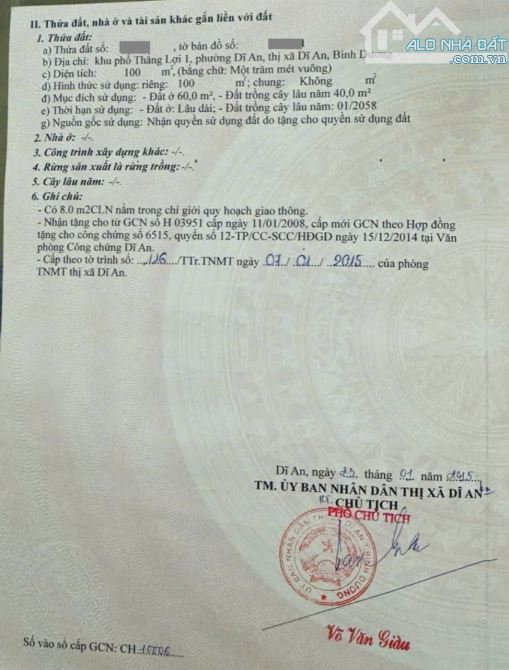 ALO NHÀ ĐẤT
Alonhadat.com.vn
II. Thửa đất, nhà ở và tài sản khác gắn liền với đất
1. Thửa đất:
a) Thửa đất số: , tờ bản đồ số:
b) Địa chỉ: khu phố Thắng Lợi 1, phường Dĩ An, thị xã Dĩ An, Bình Dương
c) Diện tích: 100 m², (bằng chữ: Một trăm mét vuông)
d) Hình thức sử dụng: riêng: 100 m²; chung: Không m²
đ) Mục đích sử dụng: - Đất ở 60,0 m², - Đất trồng cây lâu năm 40,0 m²
e) Thời hạn sử dụng: - Đất ở: Lâu dài; - Đất trồng cây lâu năm: 01/2058
g) Nguồn gốc sử dụng: Nhận quyền sử dụng đất do tặng cho quyền sử dụng đất
2. Nhà ở: -/-.
3. Công trình xây dựng khác: -/-.
4. Rừng sản xuất là rừng trồng: -/-.
5. Cây lâu năm: -/-.
6. Ghi chú:
- Có 8.0 m2CLN nằm trong chỉ giới quy hoạch giao thông.
- Nhận tặng cho từ GCN số H 03951 cấp ngày 11/01/2008, cấp mới GCN theo Hợp đồng
tặng cho công chứng số 6515, quyển số 12-TP/CC-SCC/HĐGD ngày 15/12/2014 tại Văn
phòng Công chứng Dĩ An.
- Cấp theo tờ trình số: 116/TTr.TNMT ngày 07/01/2015 của phòng
TNMT thị xã Dĩ An.
Dĩ An, ngày tháng 01 năm 2015
TM. ỦY BAN NHÂN DÂN THỊ XÃ DĨ AN
KT. CHỦ TỊCH
PHÓ CHỦ TỊCH
Võ Văn Giàu
Số vào sổ cấp GCN: CH